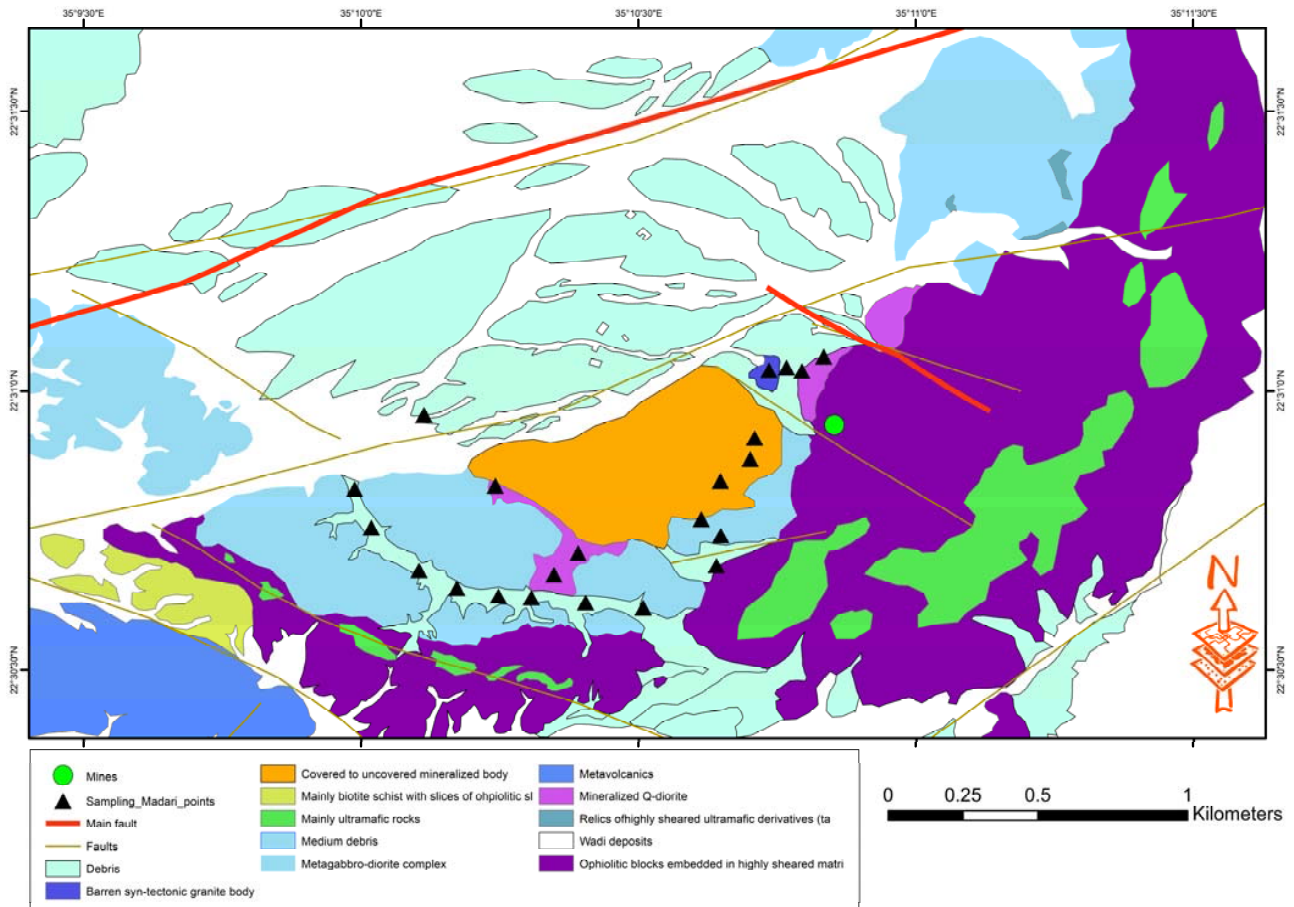 35°9'30"E 35°10'0"E 35°10'30"E 35°11'0"E 35°11'30"E
22°31'30"N 22°31'30"N
22°31'0"N 22°31'0"N
22°30'30"N 22°30'30"N
N
Mines
Sampling_Madari_points
Main fault
Faults
Debris
Barren syn-tectonic granite body
Covered to uncovered mineralized body
Mainly biotite schist with slices of ohpiolitic sl
Mainly ultramafic rocks
Medium debris
Metagabbro-diorite complex
Metavolcanics
Mineralized Q-diorite
Relics ofhighly sheared ultramafic derivatives (ta
Wadi deposits
Ophiolitic blocks embedded in highly sheared matri
0 0.25 0.5 1
Kilometers